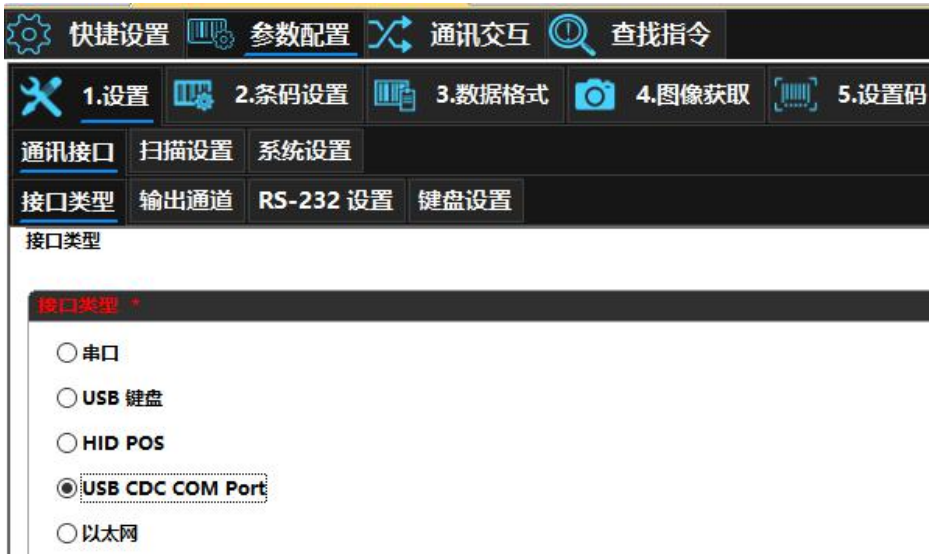 快捷设置 参数配置 通讯交互 查找指令
1.设置 2.条码设置 3.数据格式 4.图像获取 5.设置码
通讯接口 扫描设置 系统设置
接口类型 输出通道 RS-232 设置 键盘设置
接口类型
接口类型 *
串口
USB 键盘
HID POS
USB CDC COM Port
以太网